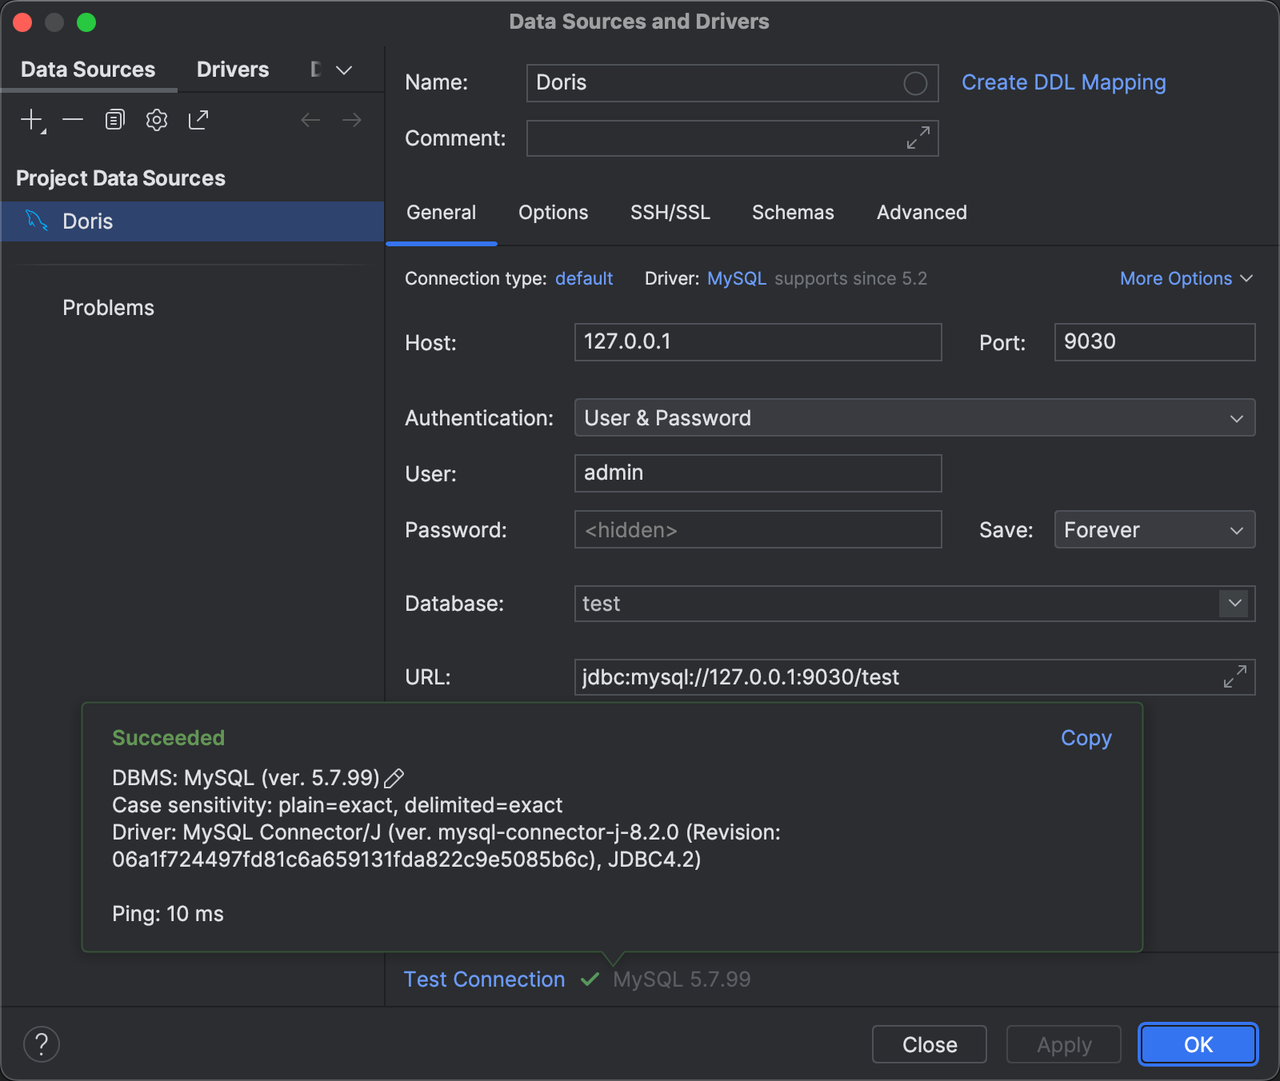 Data Sources and Drivers
Data Sources
Drivers
Project Data Sources
Doris
Problems
Name:
Doris
Create DDL Mapping
Comment:
General
Options
SSH/SSL
Schemas
Advanced
Connection type: default
Driver: MySQL supports since 5.2
More Options
Host:
127.0.0.1
Port:
9030
Authentication:
User & Password
User:
admin
Password:
<hidden>
Save:
Forever
Database:
test
URL:
jdbc:mysql://127.0.0.1:9030/test
Succeeded
Copy
DBMS: MySQL (ver. 5.7.99)
Case sensitivity: plain=exact, delimited=exact
Driver: MySQL Connector/J (ver. mysql-connector-j-8.2.0 (Revision:
06a1f724497fd81c6a659131fda822c9e5085b6c), JDBC4.2)
Ping: 10 ms
Test Connection
MySQL 5.7.99
?
Close
Apply
OK